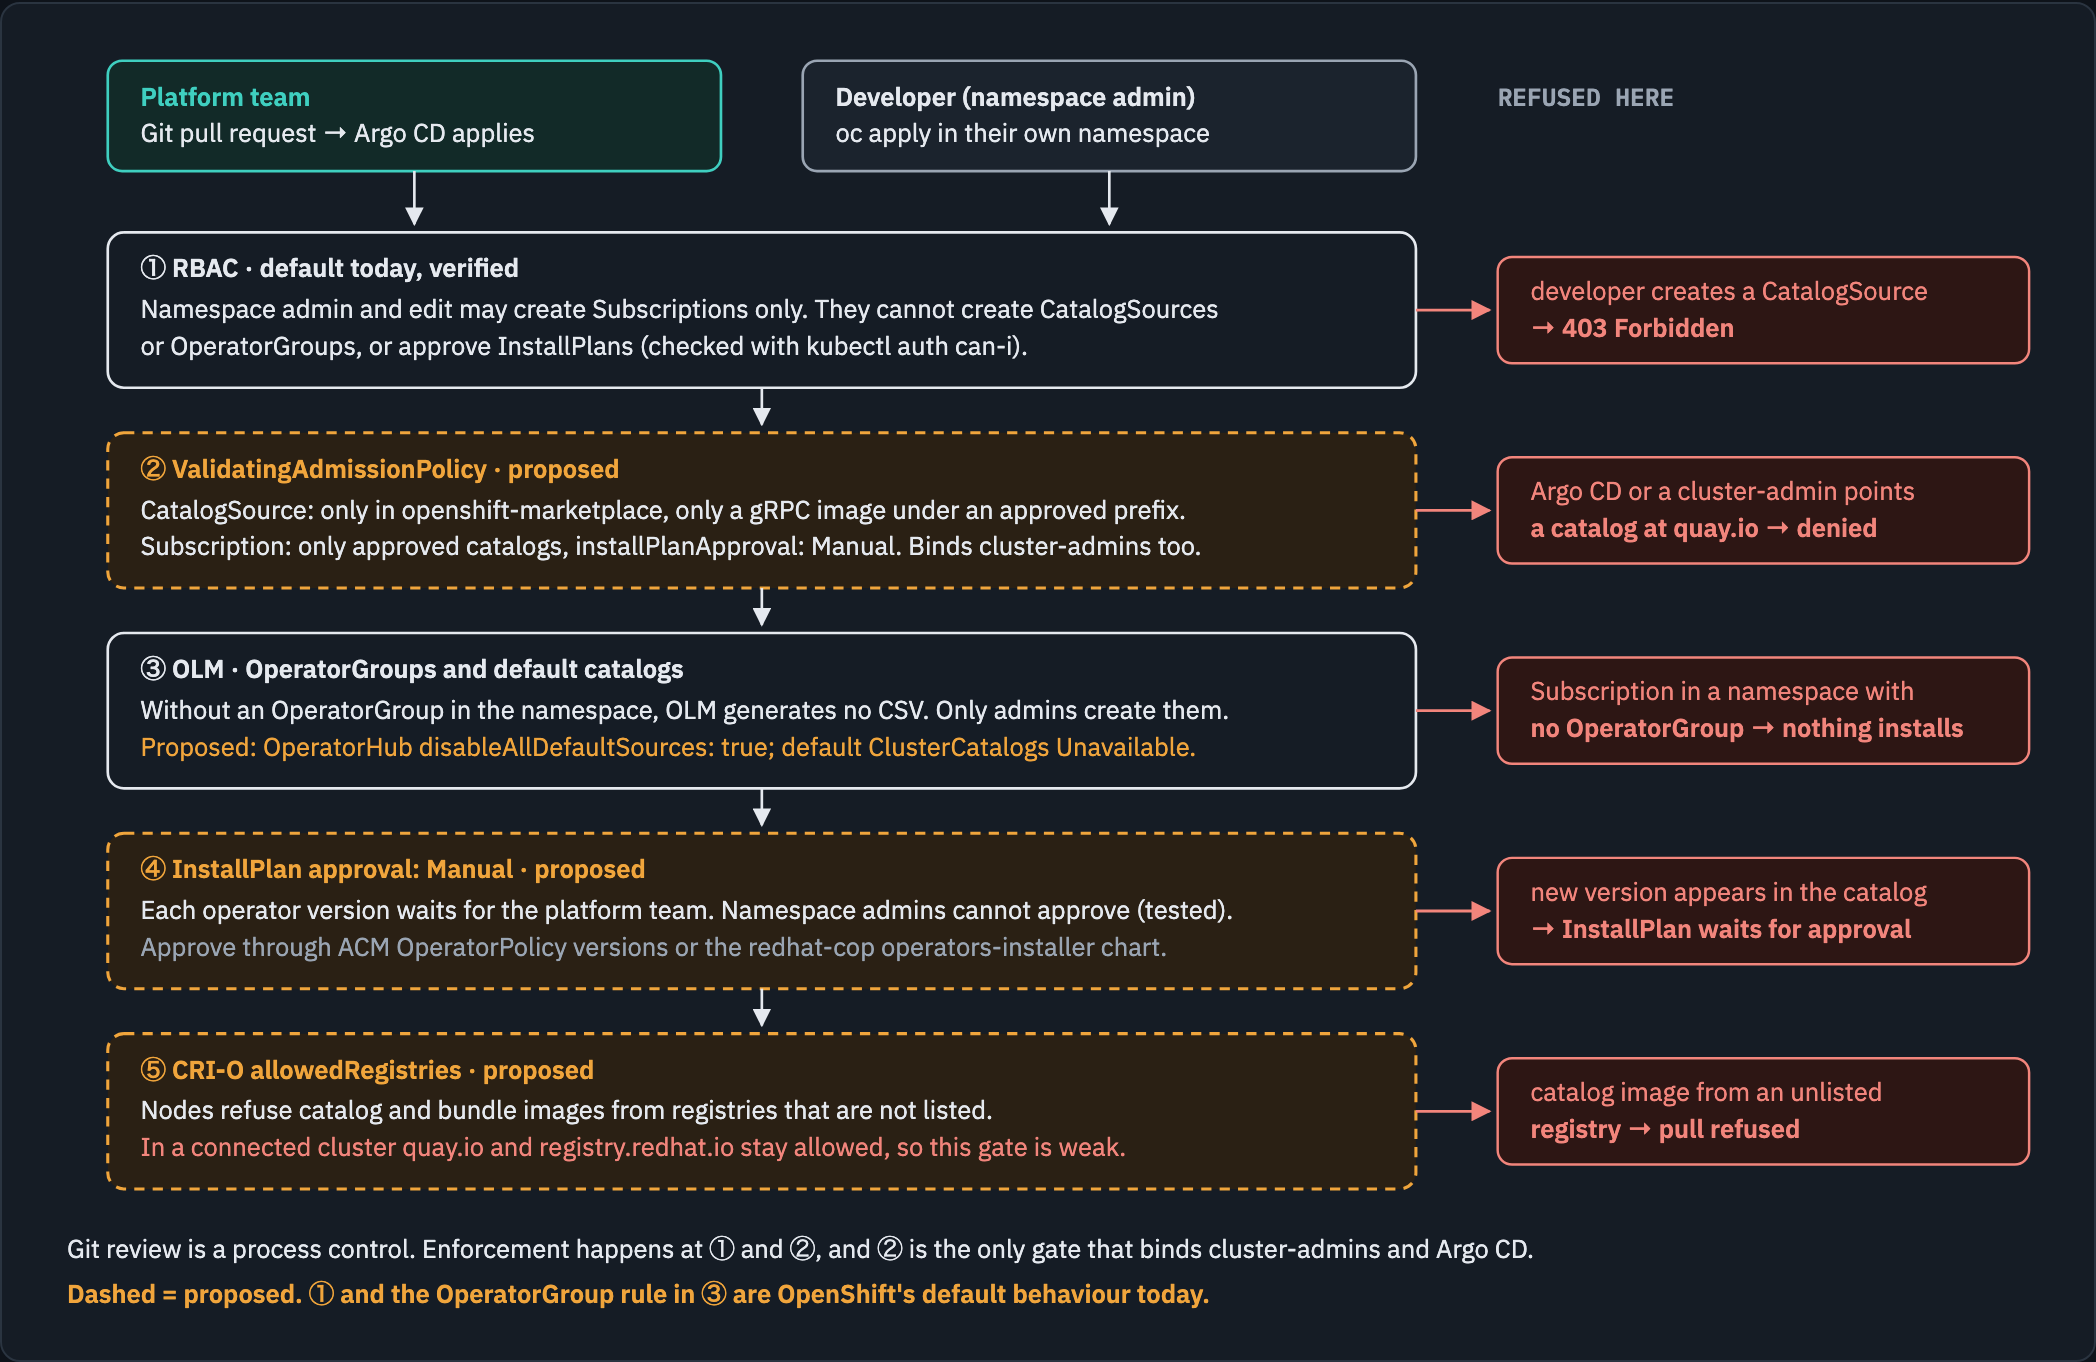 Platform team
Git pull request → Argo CD applies
Developer (namespace admin)
oc apply in their own namespace
REFUSED HERE
① RBAC · default today, verified
Namespace admin and edit may create Subscriptions only. They cannot create CatalogSources
or OperatorGroups, or approve InstallPlans (checked with kubectl auth can-i).
developer creates a CatalogSource
→ 403 Forbidden
② ValidatingAdmissionPolicy · proposed
CatalogSource: only in openshift-marketplace, only a gRPC image under an approved prefix.
Subscription: only approved catalogs, installPlanApproval: Manual. Binds cluster-admins too.
Argo CD or a cluster-admin points
a catalog at quay.io → denied
③ OLM · OperatorGroups and default catalogs
Without an OperatorGroup in the namespace, OLM generates no CSV. Only admins create them.
Proposed: OperatorHub disableAllDefaultSources: true; default ClusterCatalogs Unavailable.
Subscription in a namespace with
no OperatorGroup → nothing installs
④ InstallPlan approval: Manual · proposed
Each operator version waits for the platform team. Namespace admins cannot approve (tested).
Approve through ACM OperatorPolicy versions or the redhat-cop operators-installer chart.
new version appears in the catalog
→ InstallPlan waits for approval
⑤ CRI-O allowedRegistries · proposed
Nodes refuse catalog and bundle images from registries that are not listed.
In a connected cluster quay.io and registry.redhat.io stay allowed, so this gate is weak.
catalog image from an unlisted
registry → pull refused
Git review is a process control. Enforcement happens at ① and ②, and ② is the only gate that binds cluster-admins and Argo CD.
Dashed = proposed. ① and the OperatorGroup rule in ③ are OpenShift's default behaviour today.